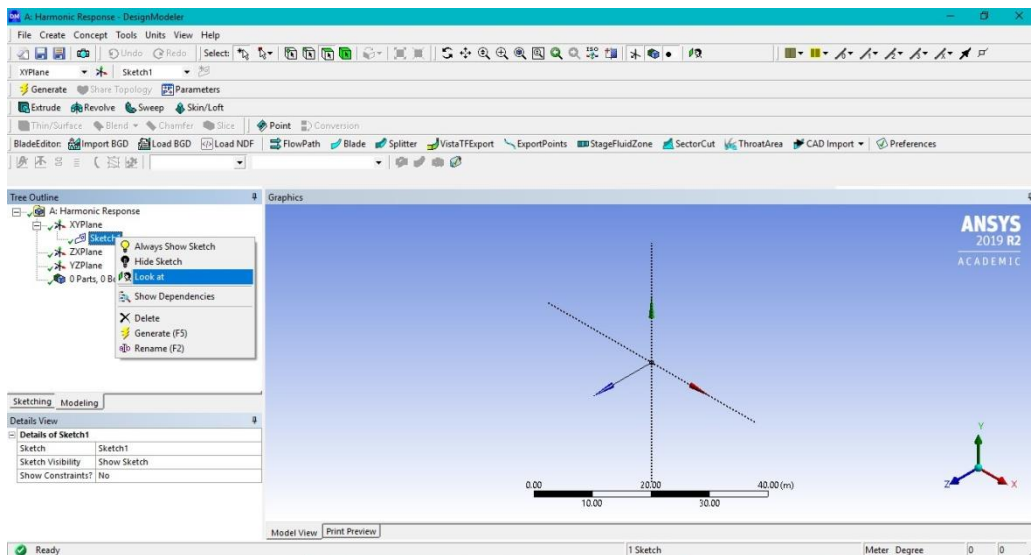 A: Harmonic Response - DesignModeler
File Create Concept Tools Units View Help
Undo Redo Select:
XYPlane Sketch1
Generate Share Topology Parameters
Extrude Revolve Sweep Skin/Loft
Thin/Surface Blend Chamfer Slice Point Conversion
BladeEditor: Import BGD Load BGD Load NDF FlowPath Blade Splitter VistaTFExport ExportPoints StageFluidZone SectorCut ThroatArea CAD Import Preferences
Tree Outline
A: Harmonic Response
XYPlane
Sketch1
ZXPlane
YZPlane
0 Parts, 0 Bo
Always Show Sketch
Hide Sketch
Look at
Show Dependencies
Delete
Generate (F5)
Rename (F2)
Sketching Modeling
Details View
Details of Sketch1
Sketch Sketch1
Sketch Visibility Show Sketch
Show Constraints? No
Graphics
ANSYS
2019 R2
ACADEMIC
Y
Z X
0.00 20.00 40.00 (m)
10.00 30.00
Model View Print Preview
Ready 1 Sketch Meter Degree 0 0